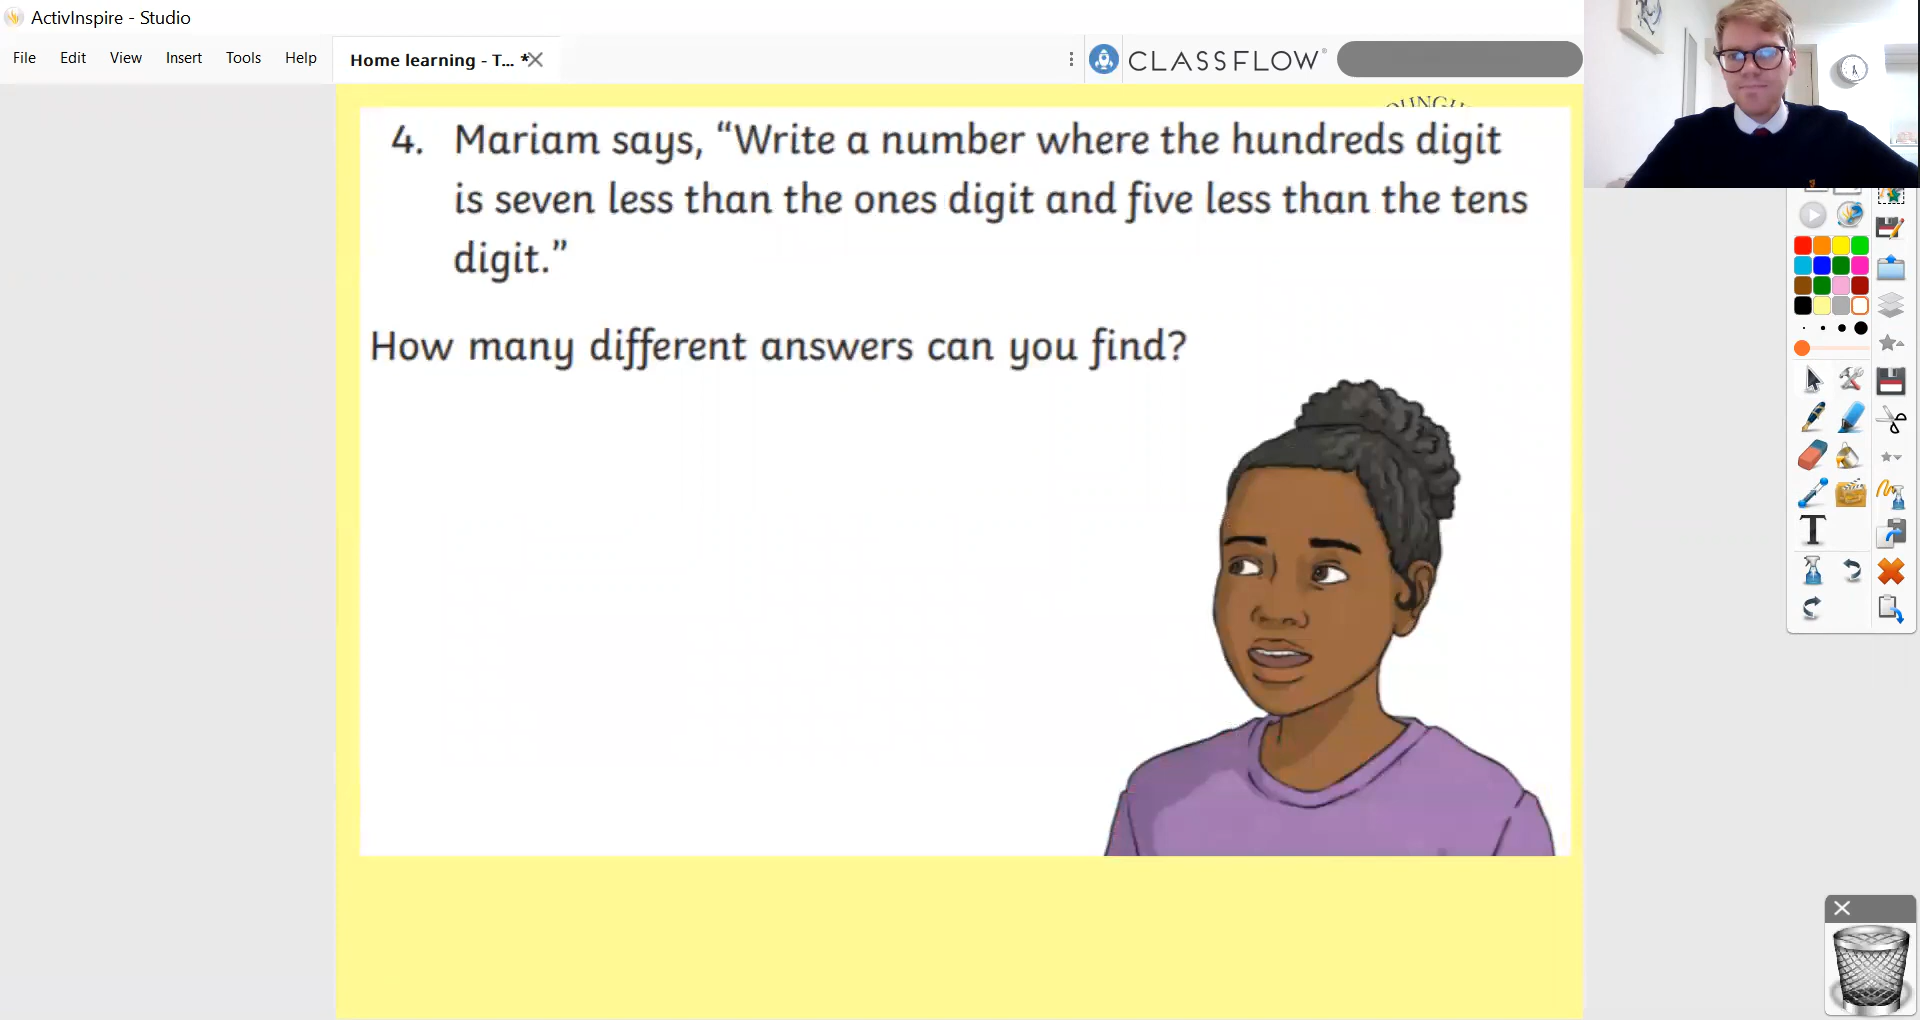 ActivInspire - Studio
File Edit View Insert Tools Help
Home learning - T... *
CLASSFLOW
4. Mariam says, “Write a number where the hundreds digit
is seven less than the ones digit and five less than the tens
digit.”
How many different answers can you find?
T